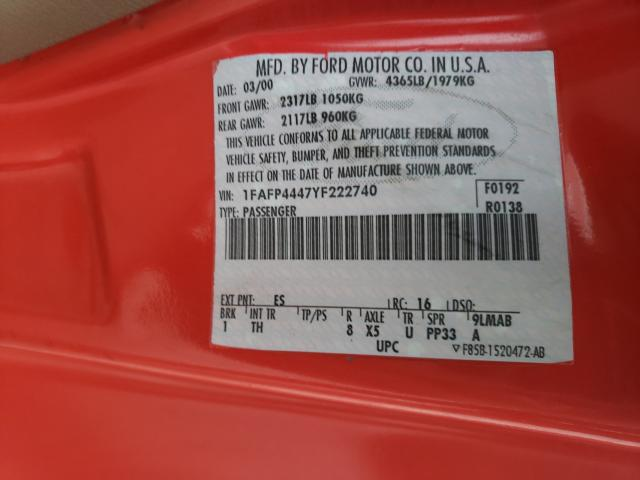 MFD. BY FORD MOTOR CO. IN U.S.A.
DATE: 03/00 GVWR: 4365LB/1979KG
FRONT GAWR: 2317LB 1050KG
REAR GAWR: 2117LB 960KG
THIS VEHICLE CONFORMS TO ALL APPLICABLE FEDERAL MOTOR
VEHICLE SAFETY, BUMPER, AND THEFT PREVENTION STANDARDS
IN EFFECT ON THE DATE OF MANUFACTURE SHOWN ABOVE.
VIN: 1FAFP4447YF222740 F0192
TYPE: PASSENGER R0138
EXT PNT: ES RC: 16 DSO:
BRK INT TR TP/PS R AXLE TR SPR 9LMAB
1 TH 8 X5 U PP33 A
UPC ▽F85B-1520472-AB